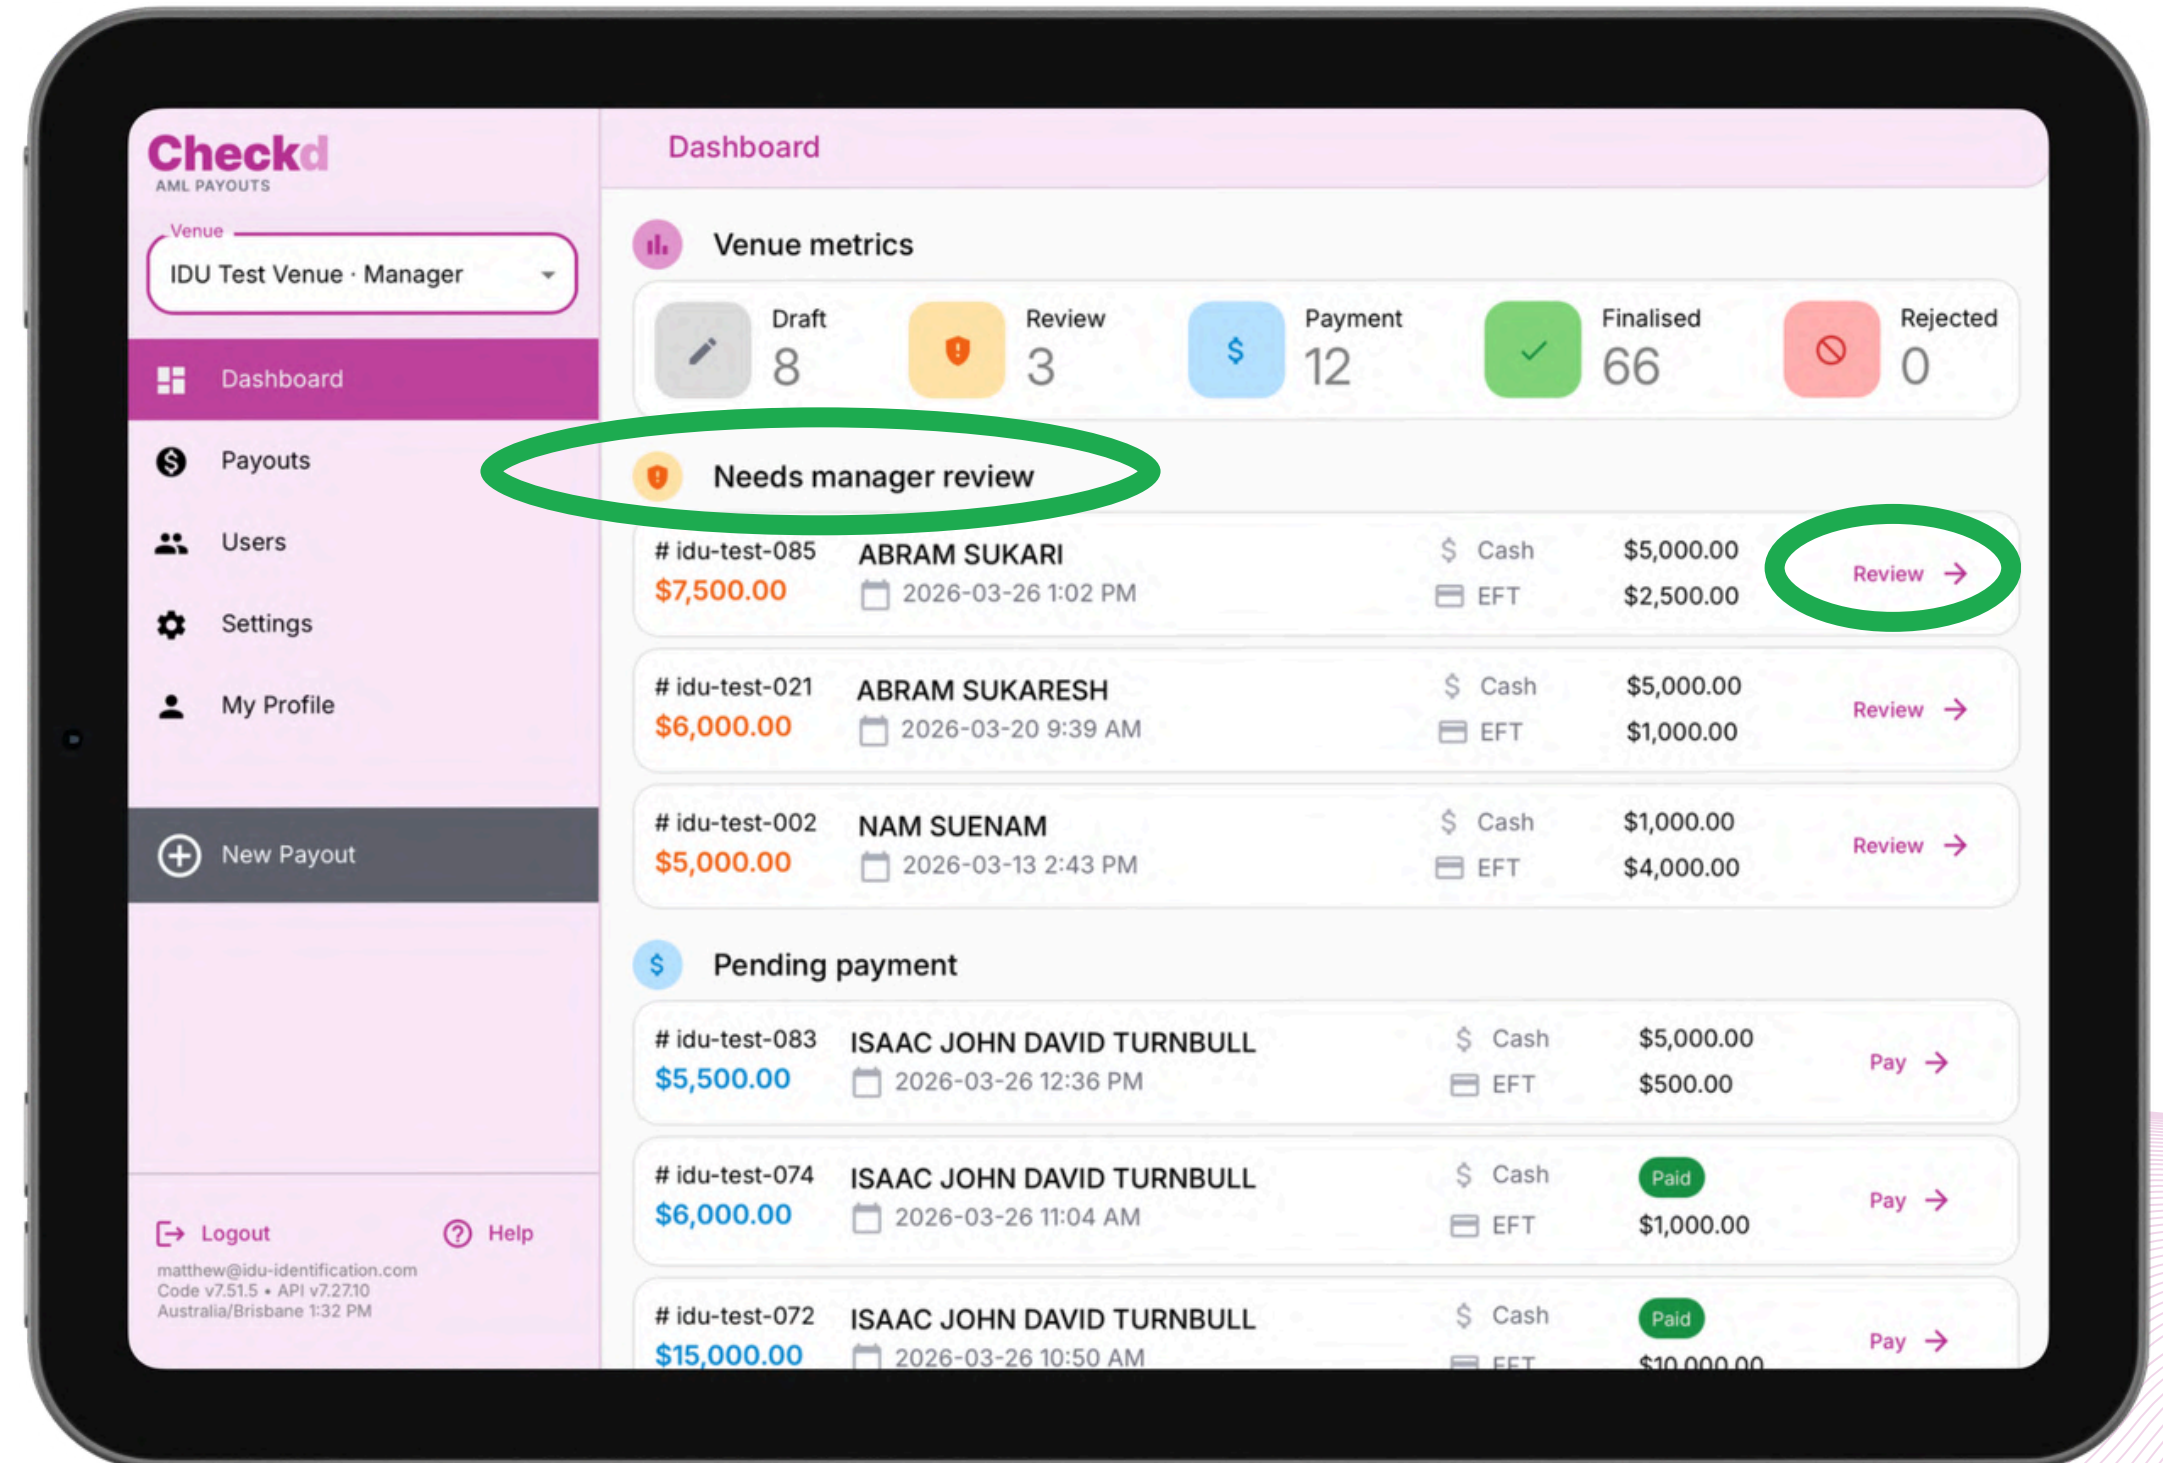 Checkd
AML PAYOUTS
Venue
IDU Test Venue · Manager
Dashboard
Payouts
Users
Settings
My Profile
New Payout
Logout
Help
matthew@idu-identification.com
Code v7.51.5 • API v7.27.10
Australia/Brisbane 1:32 PM
Dashboard
Venue metrics
Draft
8
Review
3
Payment
12
Finalised
66
Rejected
0
Needs manager review
# idu-test-085
$7,500.00
ABRAM SUKARI
2026-03-26 1:02 PM
$ Cash $5,000.00
EFT $2,500.00
Review →
# idu-test-021
$6,000.00
ABRAM SUKARESH
2026-03-20 9:39 AM
$ Cash $5,000.00
EFT $1,000.00
Review →
# idu-test-002
$5,000.00
NAM SUENAM
2026-03-13 2:43 PM
$ Cash $1,000.00
EFT $4,000.00
Review →
$ Pending payment
# idu-test-083
$5,500.00
ISAAC JOHN DAVID TURNBULL
2026-03-26 12:36 PM
$ Cash $5,000.00
EFT $500.00
Pay →
# idu-test-074
$6,000.00
ISAAC JOHN DAVID TURNBULL
2026-03-26 11:04 AM
$ Cash Paid
EFT $1,000.00
Pay →
# idu-test-072
$15,000.00
ISAAC JOHN DAVID TURNBULL
2026-03-26 10:50 AM
$ Cash Paid
EFT $10,000.00
Pay →